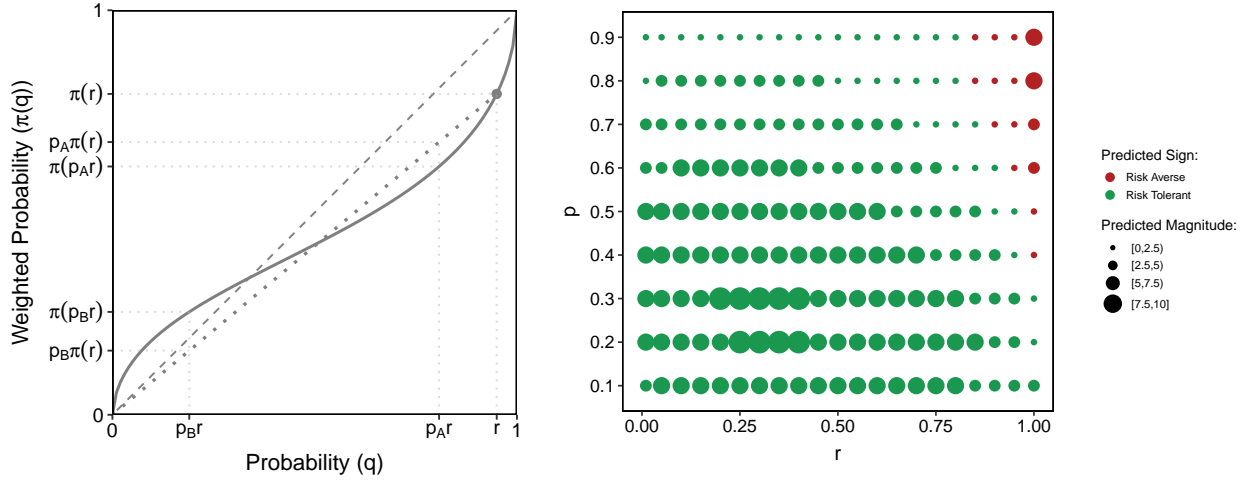 1
π(r)
p_Aπ(r)
π(p_Ar)
π(p_Br)
p_Bπ(r)
0
Weighted Probability (π(q))
0 p_Br p_Ar r 1
Probability (q)
0.9
0.8
0.7
0.6
0.5
0.4
0.3
0.2
0.1
p
0.00 0.25 0.50 0.75 1.00
r
Predicted Sign:
Risk Averse
Risk Tolerant
Predicted Magnitude:
[0,2.5)
[2.5,5)
[5,7.5)
[7.5,10]